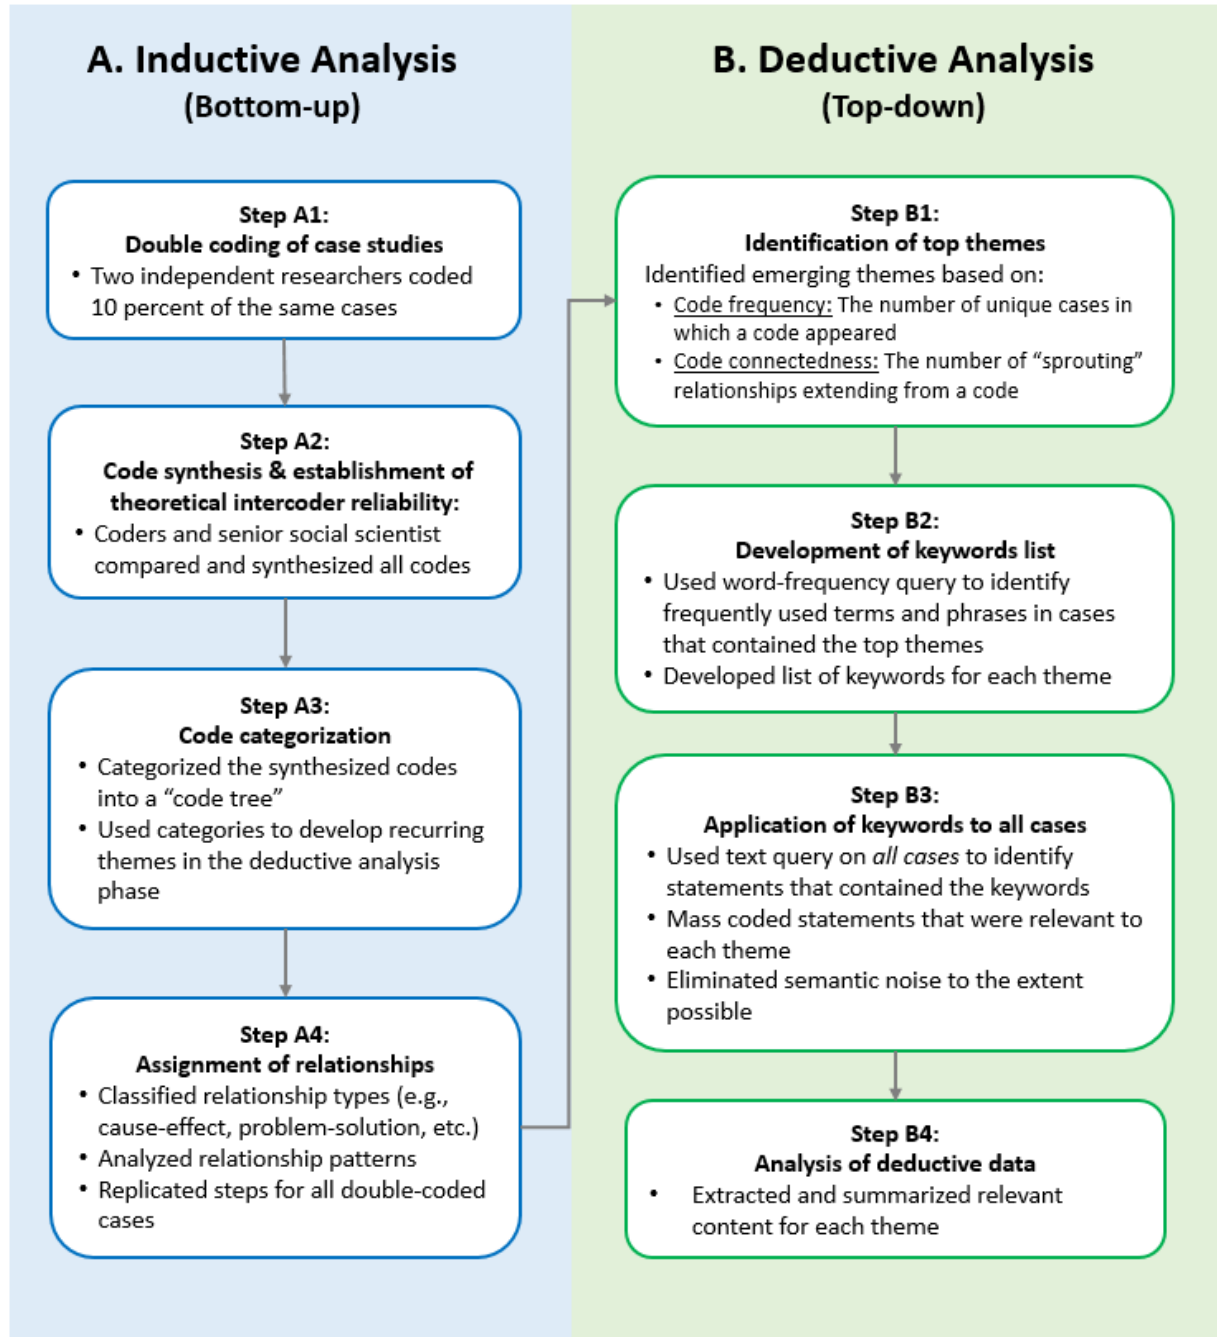 A. Inductive Analysis
(Bottom-up)
Step A1:
Double coding of case studies
• Two independent researchers coded
10 percent of the same cases
Step A2:
Code synthesis & establishment of
theoretical intercoder reliability:
• Coders and senior social scientist
compared and synthesized all codes
Step A3:
Code categorization
• Categorized the synthesized codes
into a “code tree”
• Used categories to develop recurring
themes in the deductive analysis
phase
Step A4:
Assignment of relationships
• Classified relationship types (e.g.,
cause-effect, problem-solution, etc.)
• Analyzed relationship patterns
• Replicated steps for all double-coded
cases
B. Deductive Analysis
(Top-down)
Step B1:
Identification of top themes
Identified emerging themes based on:
• Code frequency: The number of unique cases in
which a code appeared
• Code connectedness: The number of “sprouting”
relationships extending from a code
Step B2:
Development of keywords list
• Used word-frequency query to identify
frequently used terms and phrases in cases
that contained the top themes
• Developed list of keywords for each theme
Step B3:
Application of keywords to all cases
• Used text query on all cases to identify
statements that contained the keywords
• Mass coded statements that were relevant to
each theme
• Eliminated semantic noise to the extent
possible
Step B4:
Analysis of deductive data
• Extracted and summarized relevant
content for each theme